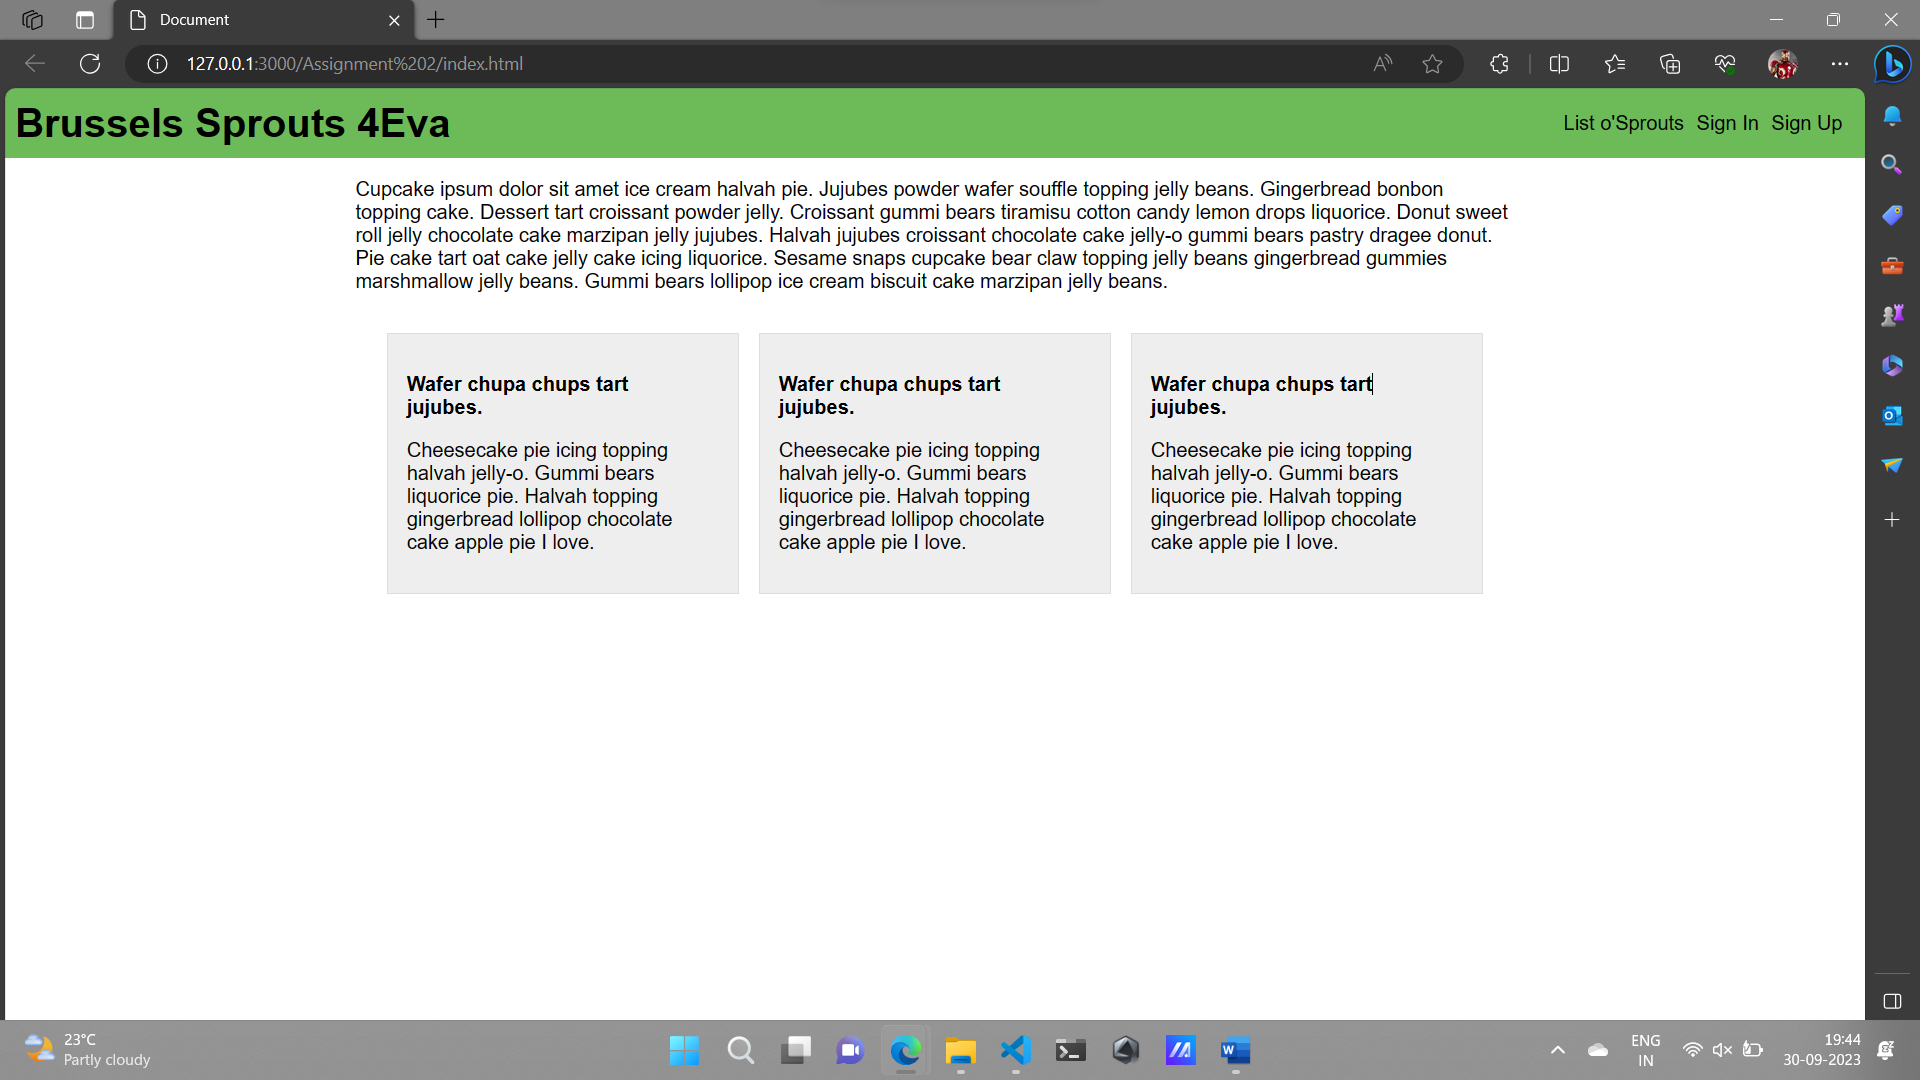 Document
127.0.0.1:3000/Assignment%202/index.html
Brussels Sprouts 4Eva
List o'Sprouts Sign In Sign Up
Cupcake ipsum dolor sit amet ice cream halvah pie. Jujubes powder wafer souffle topping jelly beans. Gingerbread bonbon
topping cake. Dessert tart croissant powder jelly. Croissant gummi bears tiramisu cotton candy lemon drops liquorice. Donut sweet
roll jelly chocolate cake marzipan jelly jujubes. Halvah jujubes croissant chocolate cake jelly-o gummi bears pastry dragee donut.
Pie cake tart oat cake jelly cake icing liquorice. Sesame snaps cupcake bear claw topping jelly beans gingerbread gummies
marshmallow jelly beans. Gummi bears lollipop ice cream biscuit cake marzipan jelly beans.
Wafer chupa chups tart
jujubes.
Cheesecake pie icing topping
halvah jelly-o. Gummi bears
liquorice pie. Halvah topping
gingerbread lollipop chocolate
cake apple pie I love.
Wafer chupa chups tart
jujubes.
Cheesecake pie icing topping
halvah jelly-o. Gummi bears
liquorice pie. Halvah topping
gingerbread lollipop chocolate
cake apple pie I love.
Wafer chupa chups tart
jujubes.
Cheesecake pie icing topping
halvah jelly-o. Gummi bears
liquorice pie. Halvah topping
gingerbread lollipop chocolate
cake apple pie I love.
23°C
Partly cloudy
ENG
IN
19:44
30-09-2023